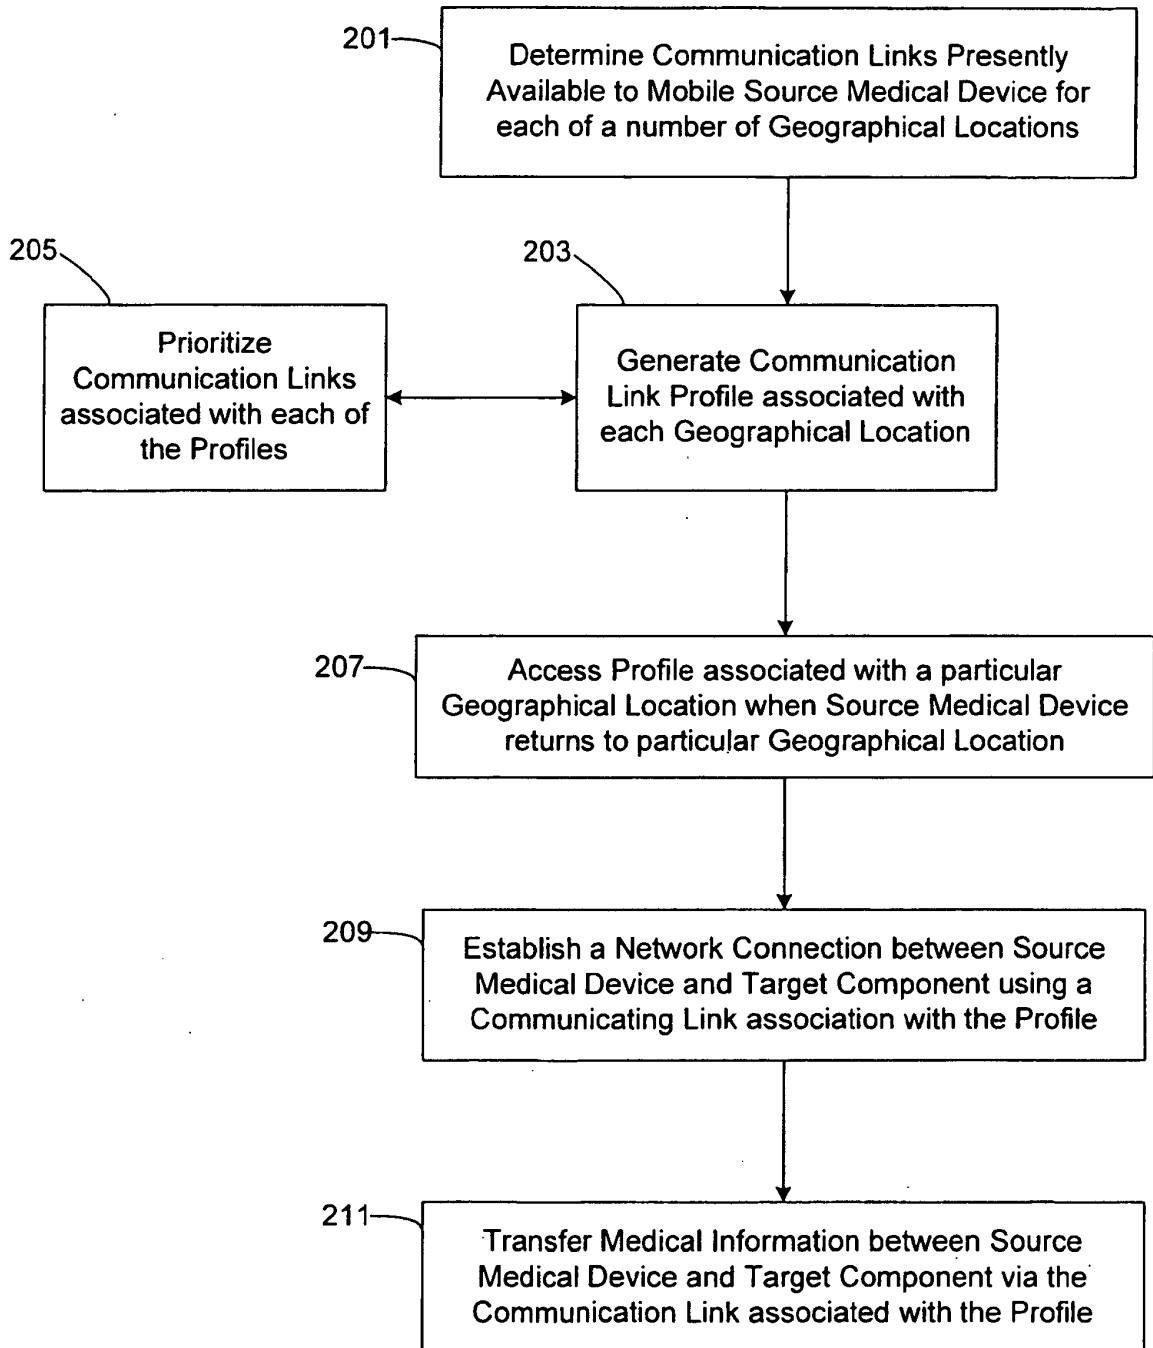 201
Determine Communication Links Presently
Available to Mobile Source Medical Device for
each of a number of Geographical Locations
205
203
Prioritize
Communication Links
associated with each of
the Profiles
Generate Communication
Link Profile associated with
each Geographical Location
207
Access Profile associated with a particular
Geographical Location when Source Medical Device
returns to particular Geographical Location
209
Establish a Network Connection between Source
Medical Device and Target Component using a
Communicating Link association with the Profile
211
Transfer Medical Information between Source
Medical Device and Target Component via the
Communication Link associated with the Profile